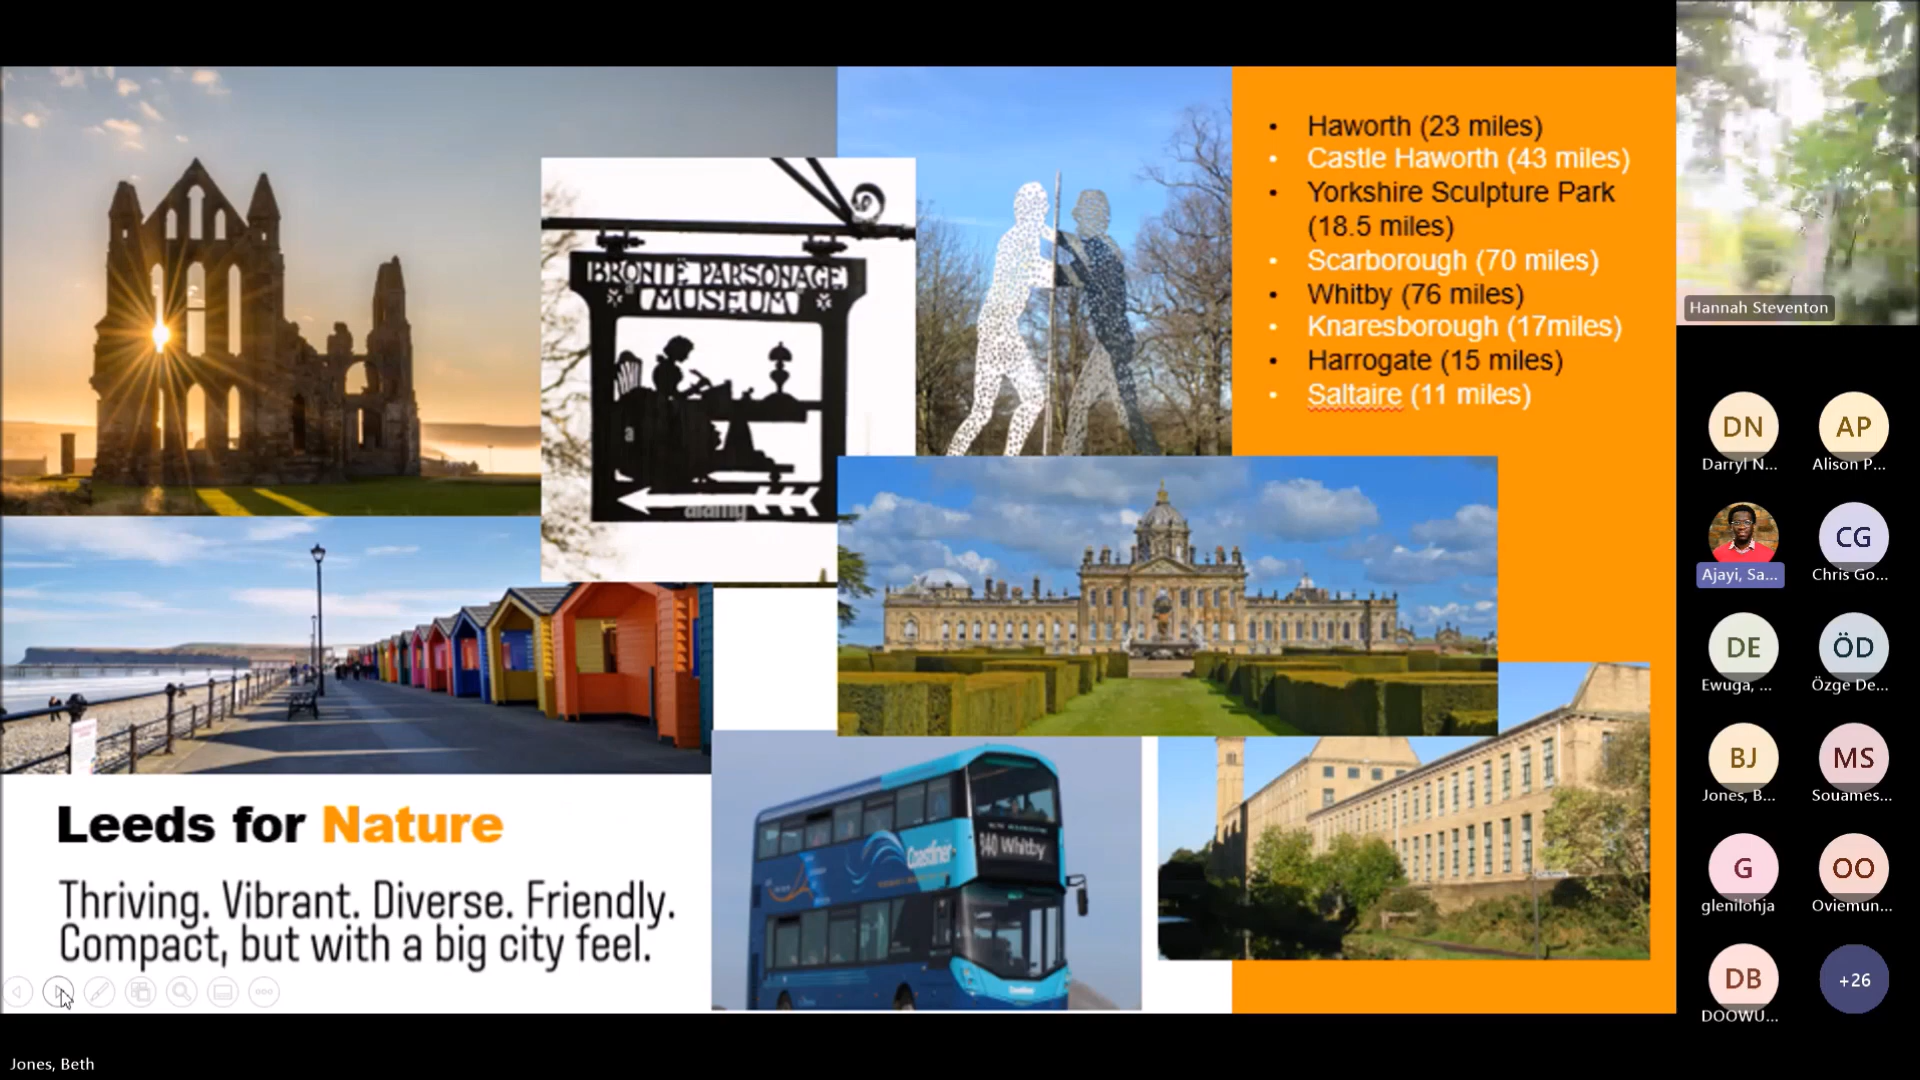 BRONTË PARSONAGE
MUSEUM
a
alamy
• Haworth (23 miles)
• Castle Haworth (43 miles)
• Yorkshire Sculpture Park
(18.5 miles)
• Scarborough (70 miles)
• Whitby (76 miles)
• Knaresborough (17miles)
• Harrogate (15 miles)
• Saltaire (11 miles)
Leeds for Nature
Thriving. Vibrant. Diverse. Friendly.
Compact, but with a big city feel.
840 Whitby
Coastliner
Coastliner
Hannah Steventon
DN
AP
Darryl N...
Alison P...
Ajayi, Sa...
CG
Chris Go...
DE
ÖD
Ewuga, ...
Özge De...
BJ
MS
Jones, B...
Souames...
G
OO
glenilohja
Oviemun...
DB
+26
DOOWU...
Jones, Beth